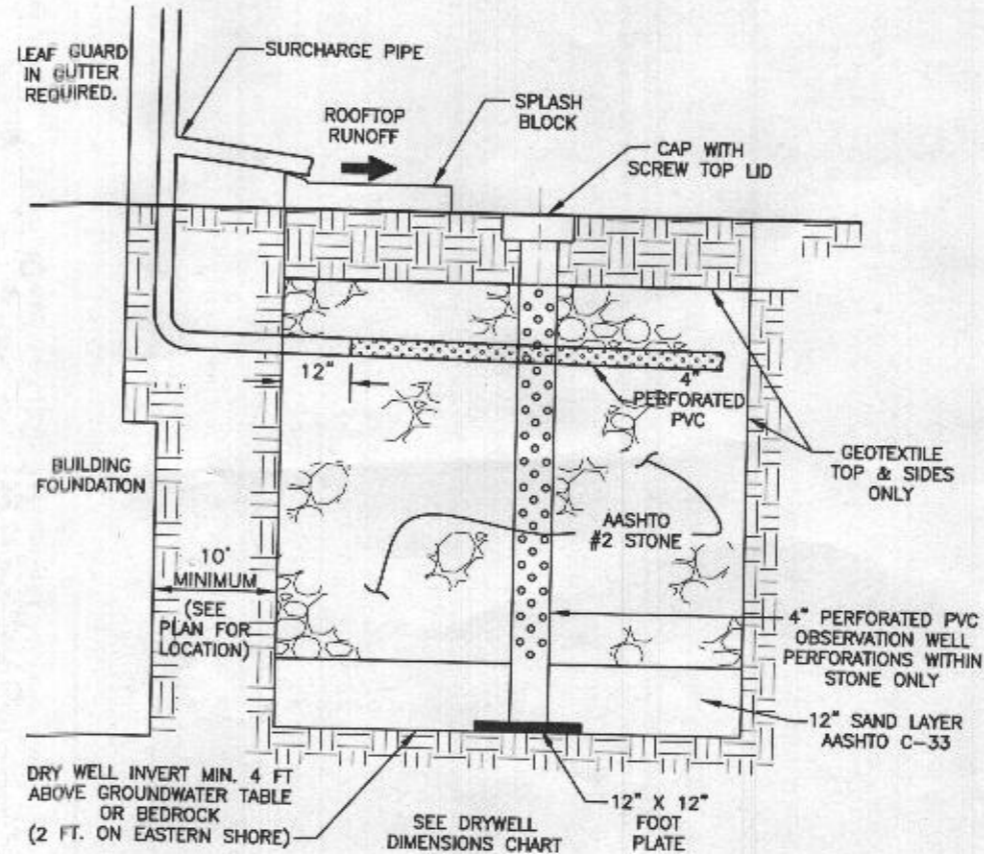 LEAF GUARD
IN GUTTER
REQUIRED.
SURCHARGE PIPE
ROOFTOP
RUNOFF
SPLASH
BLOCK
CAP WITH
SCREW TOP LID
12"
4"
PERFORATED
PVC
GEOTEXTILE
TOP & SIDES
ONLY
BUILDING
FOUNDATION
AASHTO
#2 STONE
10'
MINIMUM
(SEE
PLAN FOR
LOCATION)
4" PERFORATED PVC
OBSERVATION WELL
PERFORATIONS WITHIN
STONE ONLY
12" SAND LAYER
AASHTO C-33
DRY WELL INVERT MIN. 4 FT
ABOVE GROUNDWATER TABLE
OR BEDROCK
(2 FT. ON EASTERN SHORE)
SEE DRYWELL
DIMENSIONS CHART
12" X 12"
FOOT
PLATE